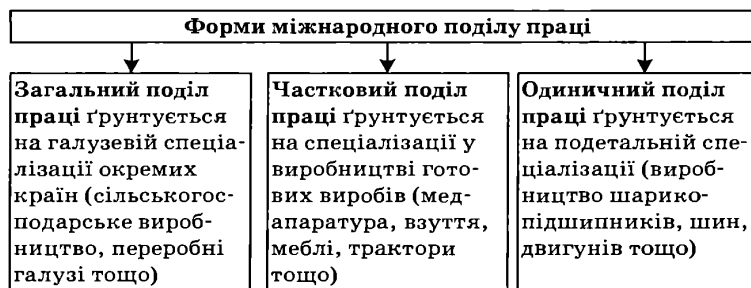 Форми міжнародного поділу праці
Загальний поділ
праці ґрунтується
на галузевій спеціа-
лізації окремих
країн (сільськогос-
подарське вироб-
ництво, переробні
галузі тощо)
Частковий поділ
праці ґрунтується
на спеціалізації у
виробництві гото-
вих виробів (мед-
апаратура, взуття,
меблі, трактори
тощо)
Одиничний поділ
праці ґрунтується
на подетальній спе-
ціалізації (вироб-
ництво шарико-
підшипників, шин,
двигунів тощо)